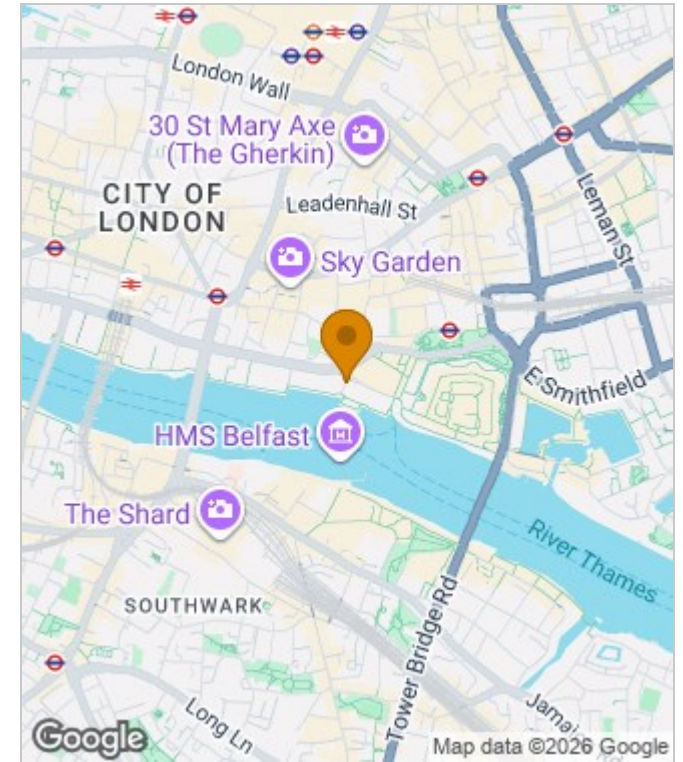 London Wall
30 St Mary Axe
(The Gherkin)
CITY OF
LONDON
Leadenhall St
Leman St
Sky Garden
E Smithfield
HMS Belfast
The Shard
River Thames
SOUTHWARK
Tower Bridge Rd
Long Ln
Jamai
Google
Map data ©2026 Google